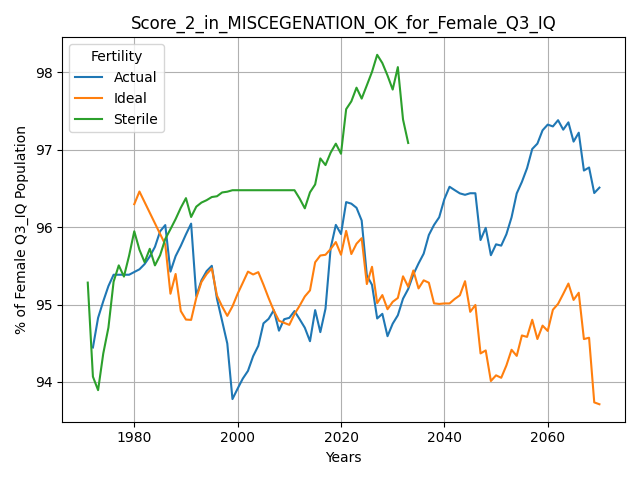 Score_2_in_MISCEGENATION_OK_for_Female_Q3_IQ
Fertility
Actual
Ideal
Sterile
% of Female Q3_IQ Population
98
97
96
95
94
1980
2000
2020
2040
2060
Years